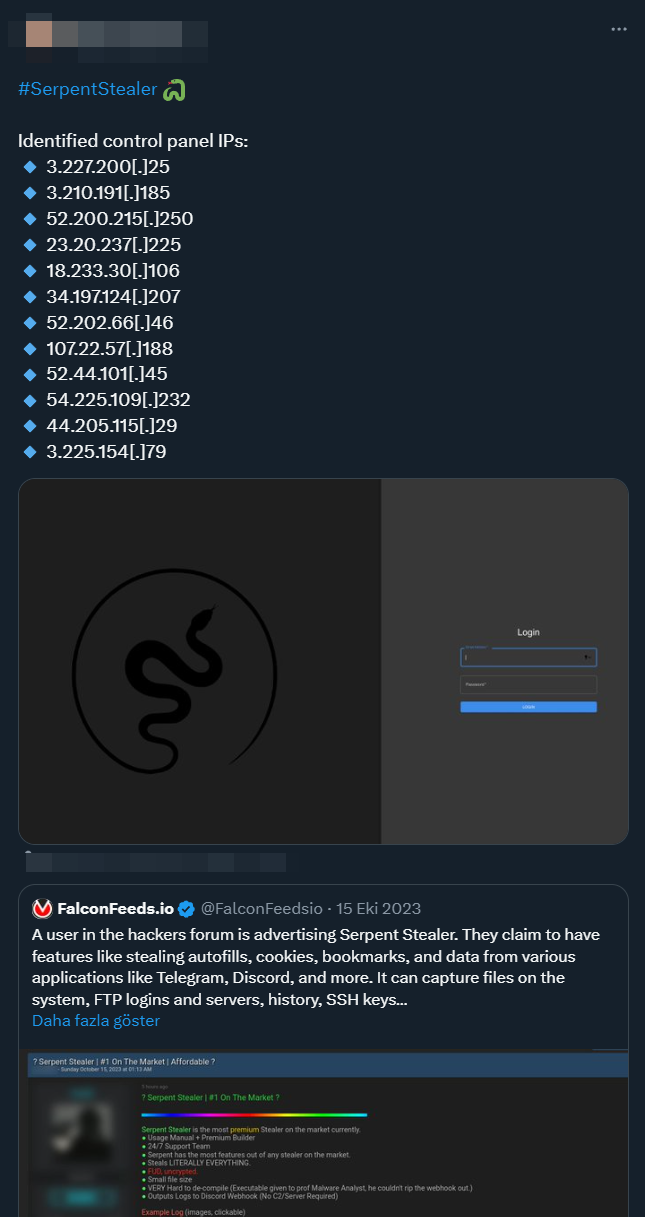 #SerpentStealer
Identified control panel IPs:
3.227.200[.]25
3.210.191[.]185
52.200.215[.]250
23.20.237[.]225
18.233.30[.]106
34.197.124[.]207
52.202.66[.]46
107.22.57[.]188
52.44.101[.]45
54.225.109[.]232
44.205.115[.]29
3.225.154[.]79
Login
Password*
LOGIN
FalconFeeds.io @FalconFeedsio · 15 Eki 2023
A user in the hackers forum is advertising Serpent Stealer. They claim to have
features like stealing autofills, cookies, bookmarks, and data from various
applications like Telegram, Discord, and more. It can capture files on the
system, FTP logins and servers, history, SSH keys...
Daha fazla göster
? Serpent Stealer | #1 On The Market | Affordable ?
- Sunday October 15, 2023 at 01:13 AM
hours ago
? Serpent Stealer | #1 On The Market ?
Serpent Stealer is the most premium Stealer on the market currently.
● Usage Manual + Premium Builder
● 24/7 Support Team
● Serpent has the most features out of any stealer on the market.
● Steals LITERALLY EVERYTHING.
● FUD, uncrypted.
● Small file size
● VERY Hard to de-compile (Executable given to prof Malware Analyst, he couldn't rip the webhook out.)
● Outputs Logs to Discord Webhook (No C2/Server Required)
Example Log (images, clickable)